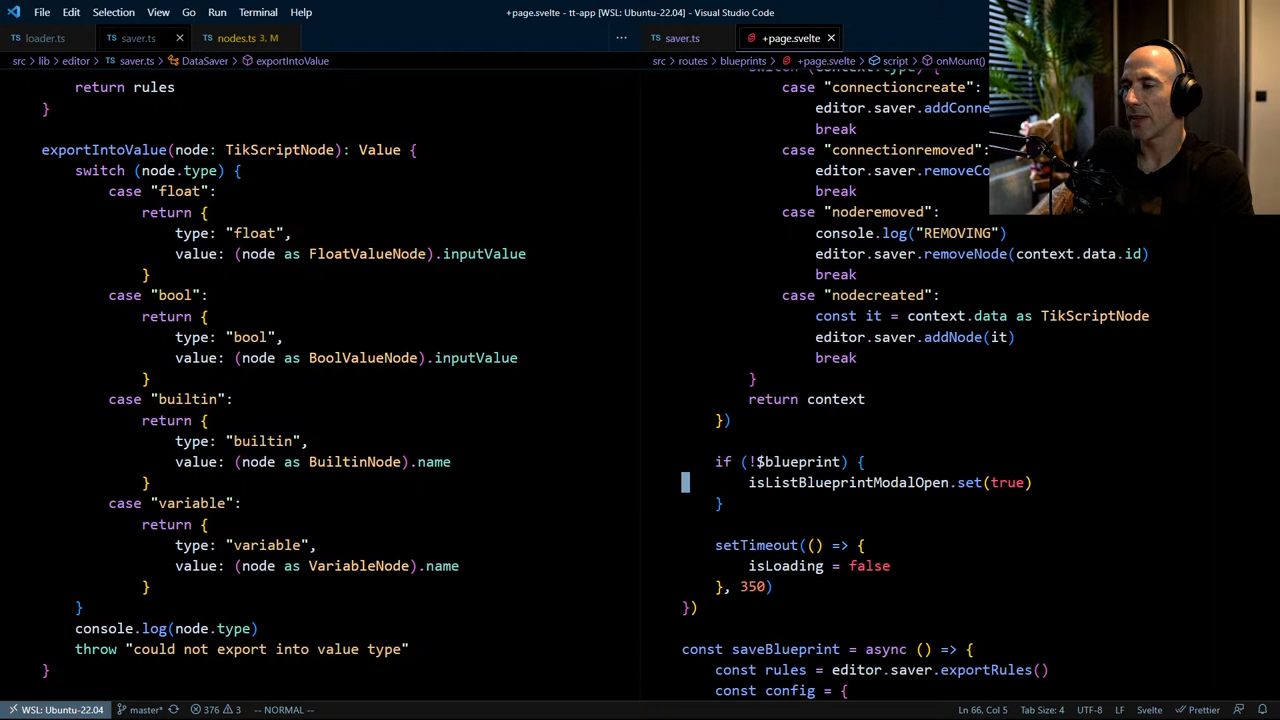 File Edit Selection View Go Run Terminal Help
+page.svelte - tt-app [WSL: Ubuntu-22.04] - Visual Studio Code
TS loader.ts TS saver.ts TS nodes.ts 3, M
src > lib > editor > TS saver.ts > DataSaver > exportIntoValue
return rules
}
exportIntoValue(node: TikScriptNode): Value {
switch (node.type) {
case "float":
return {
type: "float",
value: (node as FloatValueNode).inputValue
}
case "bool":
return {
type: "bool",
value: (node as BoolValueNode).inputValue
}
case "builtin":
return {
type: "builtin",
value: (node as BuiltinNode).name
}
case "variable":
return {
type: "variable",
value: (node as VariableNode).name
}
}
console.log(node.type)
throw "could not export into value type"
}
TS saver.ts +page.svelte
src > routes > blueprints > +page.svelte > script > onMount()
case "connectioncreate":
editor.saver.addConne
break
case "connectionremoved":
editor.saver.removeCo
break
case "noderemoved":
console.log("REMOVING")
editor.saver.removeNode(context.data.id)
break
case "nodecreated":
const it = context.data as TikScriptNode
editor.saver.addNode(it)
break
}
return context
})
if (!$blueprint) {
isListBlueprintModalOpen.set(true)
}
setTimeout(() => {
isLoading = false
}, 350)
})
const saveBlueprint = async () => {
const rules = editor.saver.exportRules()
const config = {
WSL: Ubuntu-22.04 master* 376 3 -- NORMAL -- Ln 66, Col 5 Tab Size: 4 UTF-8 LF Svelte Prettier